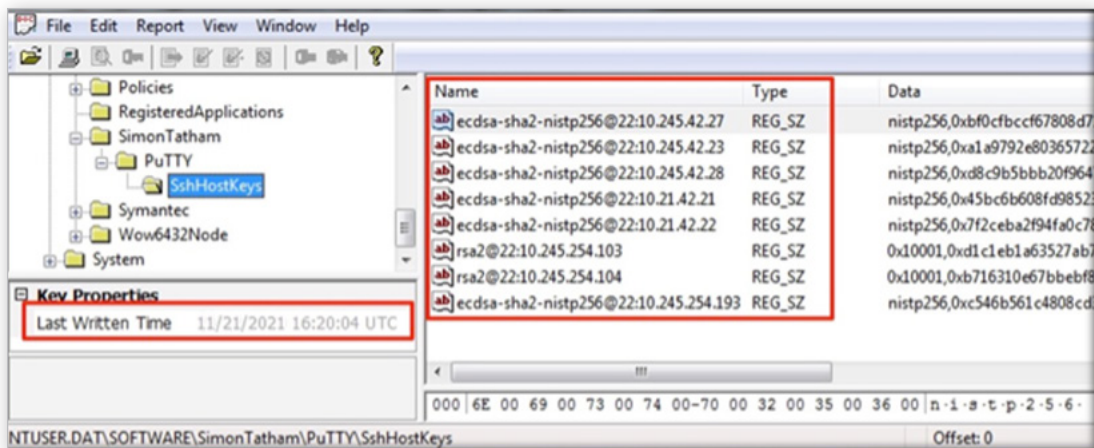 File Edit Report View Window Help
Policies
RegisteredApplications
SimonTatham
PuTTY
SshHostKeys
Symantec
Wow6432Node
System
Key Properties
Last Written Time 11/21/2021 16:20:04 UTC
Name Type Data
ecdsa-sha2-nistp256@22:10.245.42.27 REG_SZ nistp256,0xbf0cfbccf67808d7
ecdsa-sha2-nistp256@22:10.245.42.23 REG_SZ nistp256,0xa1a9792e80365722
ecdsa-sha2-nistp256@22:10.245.42.28 REG_SZ nistp256,0xd8c9b5bbb20f964
ecdsa-sha2-nistp256@22:10.21.42.21 REG_SZ nistp256,0x45bc6b608fd98523
ecdsa-sha2-nistp256@22:10.21.42.22 REG_SZ nistp256,0x7f2ceba2f94fa0c78
rsa2@22:10.245.254.103 REG_SZ 0x10001,0xd1c1eb1a63527ab7
rsa2@22:10.245.254.104 REG_SZ 0x10001,0xb716310e67bbebf8
ecdsa-sha2-nistp256@22:10.245.254.193 REG_SZ nistp256,0xc546b561c4808cd
000 6E 00 69 00 73 00 74 00-70 00 32 00 35 00 36 00 n·i·s·t·p·2·5·6·
NTUSER.DAT\SOFTWARE\SimonTatham\PuTTY\SshHostKeys Offset: 0